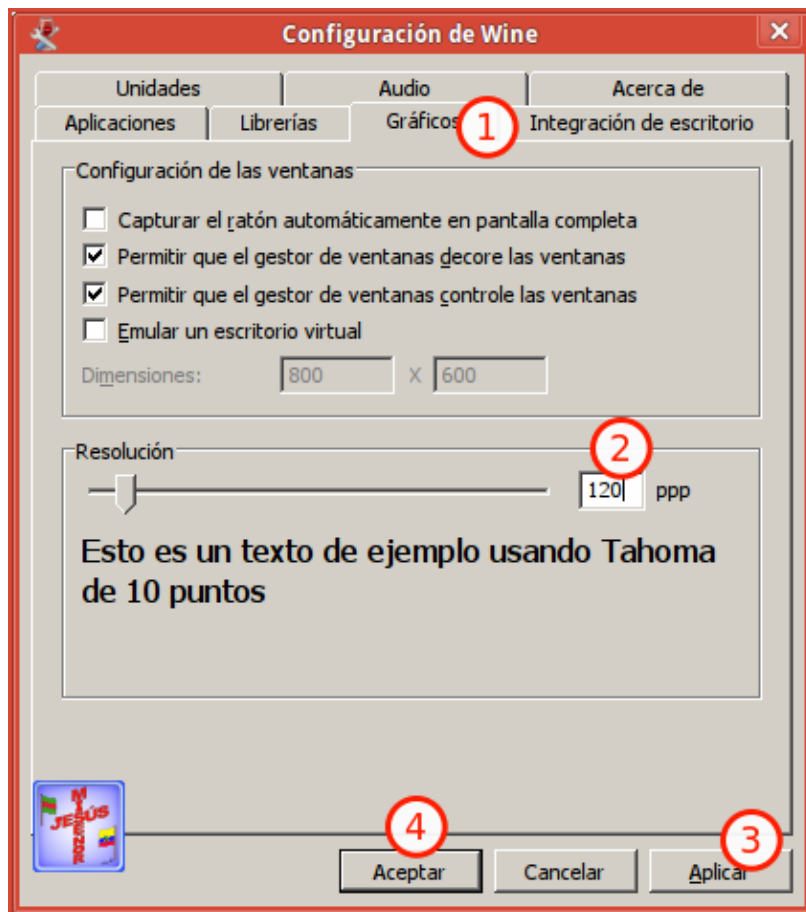 Configuración de Wine
Unidades Audio Acerca de
Aplicaciones Librerías Gráficos 1 Integración de escritorio
Configuración de las ventanas
Capturar el ratón automáticamente en pantalla completa
Permitir que el gestor de ventanas decore las ventanas
Permitir que el gestor de ventanas controle las ventanas
Emular un escritorio virtual
Dimensiones: 800 X 600
2
Resolución
120 ppp
Esto es un texto de ejemplo usando Tahoma
de 10 puntos
JESÚS
4 3
Aceptar Cancelar Aplicar